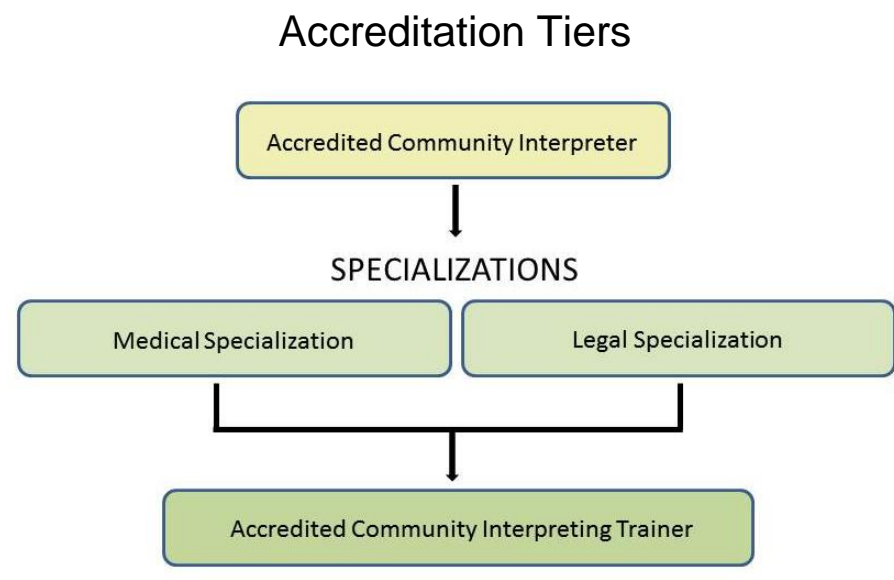 Accreditation Tiers
Accredited Community Interpreter
SPECIALIZATIONS
Medical Specialization
Legal Specialization
Accredited Community Interpreting Trainer